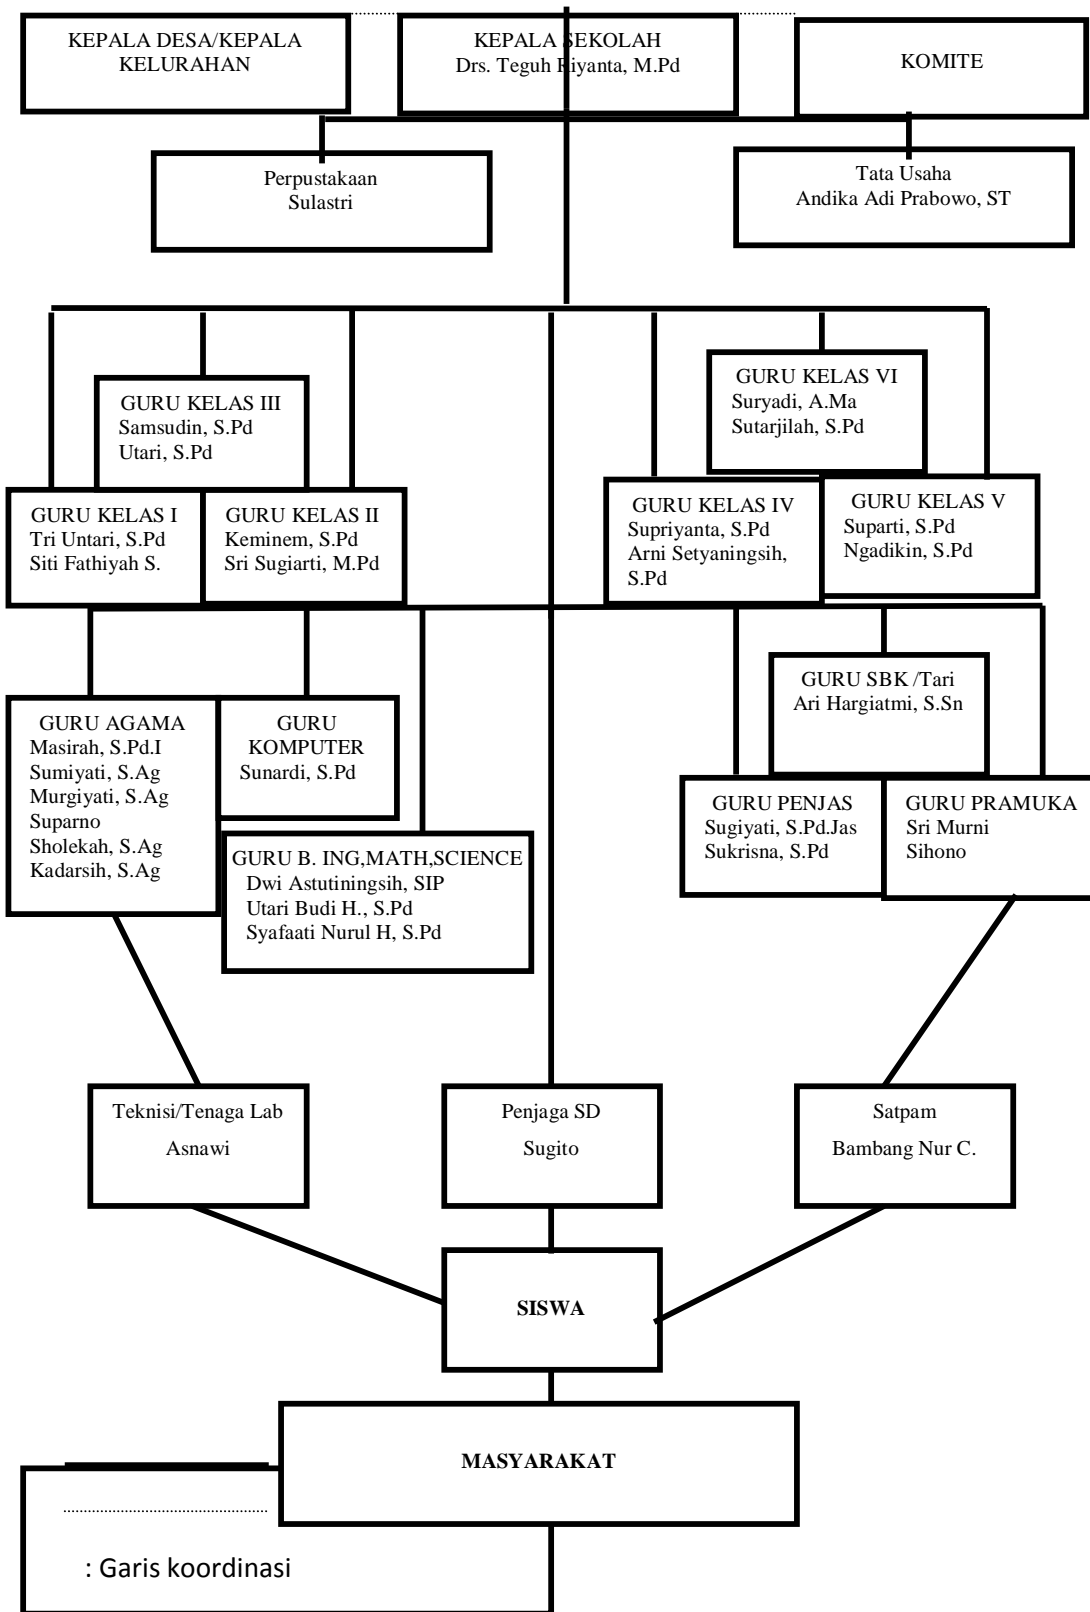 KEPALA DESA/KEPALA
KELURAHAN
KEPALA SEKOLAH
Drs. Teguh Riyanta, M.Pd
KOMITE
Perpustakaan
Sulastri
Tata Usaha
Andika Adi Prabowo, ST
GURU KELAS III
Samsudin, S.Pd
Utari, S.Pd
GURU KELAS VI
Suryadi, A.Ma
Sutarjilah, S.Pd
GURU KELAS I
Tri Untari, S.Pd
Siti Fathiyah S.
GURU KELAS II
Keminem, S.Pd
Sri Sugiarti, M.Pd
GURU KELAS IV
Supriyanta, S.Pd
Arni Setyaningsih,
S.Pd
GURU KELAS V
Suparti, S.Pd
Ngadikin, S.Pd
GURU AGAMA
Masirah, S.Pd.I
Sumiyati, S.Ag
Murgiyati, S.Ag
Suparno
Sholekah, S.Ag
Kadarsih, S.Ag
GURU
KOMPUTER
Sunardi, S.Pd
GURU B. ING,MATH,SCIENCE
Dwi Astutiningsih, SIP
Utari Budi H., S.Pd
Syafaati Nurul H, S.Pd
GURU SBK /Tari
Ari Hargiatmi, S.Sn
GURU PENJAS
Sugiyati, S.Pd.Jas
Sukrisna, S.Pd
GURU PRAMUKA
Sri Murni
Sihono
Teknisi/Tenaga Lab
Asnawi
Penjaga SD
Sugito
Satpam
Bambang Nur C.
SISWA
MASYARAKAT
: Garis koordinasi